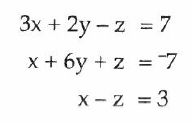 3x + 2y – z = 7
x + 6y + z = ⁻7
x – z = 3